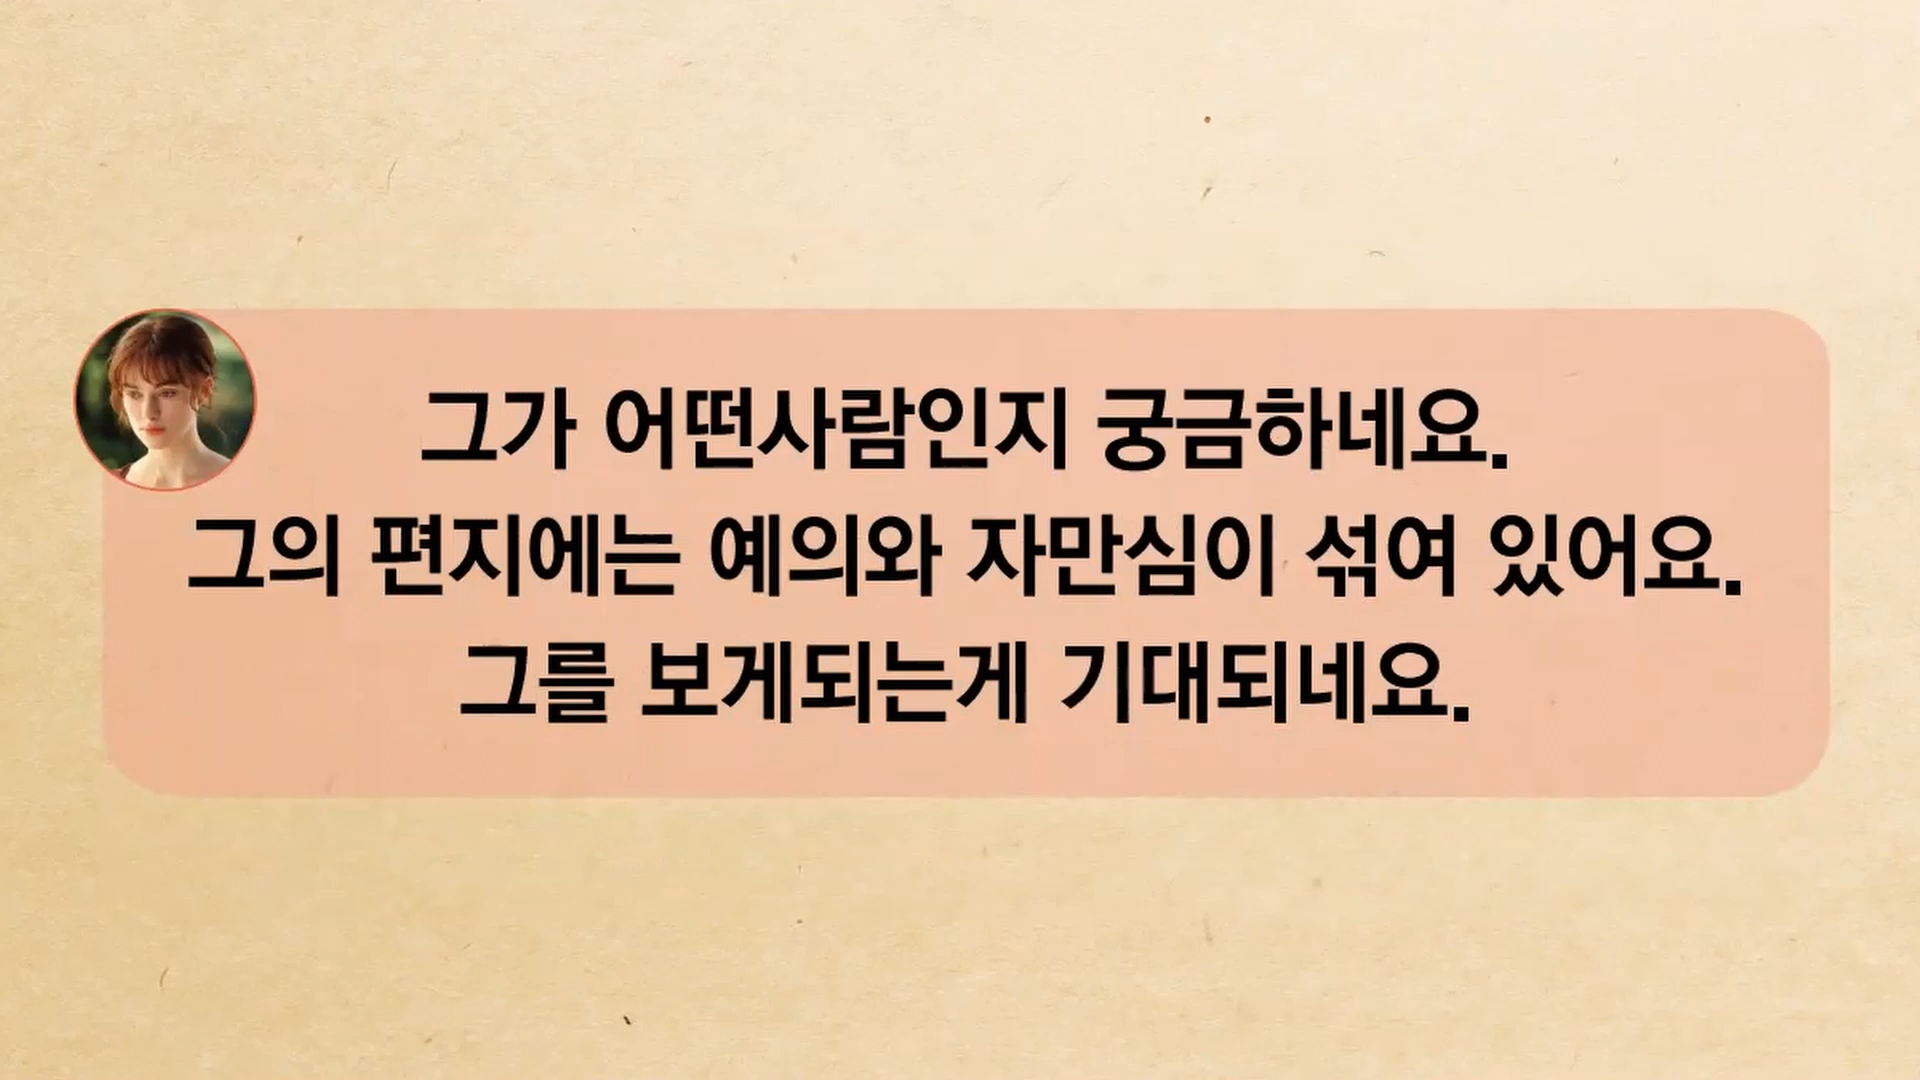 그가 어떤사람인지 궁금하네요.
그의 편지에는 예의와 자만심이 섞여 있어요.
그를 보게되는게 기대되네요.